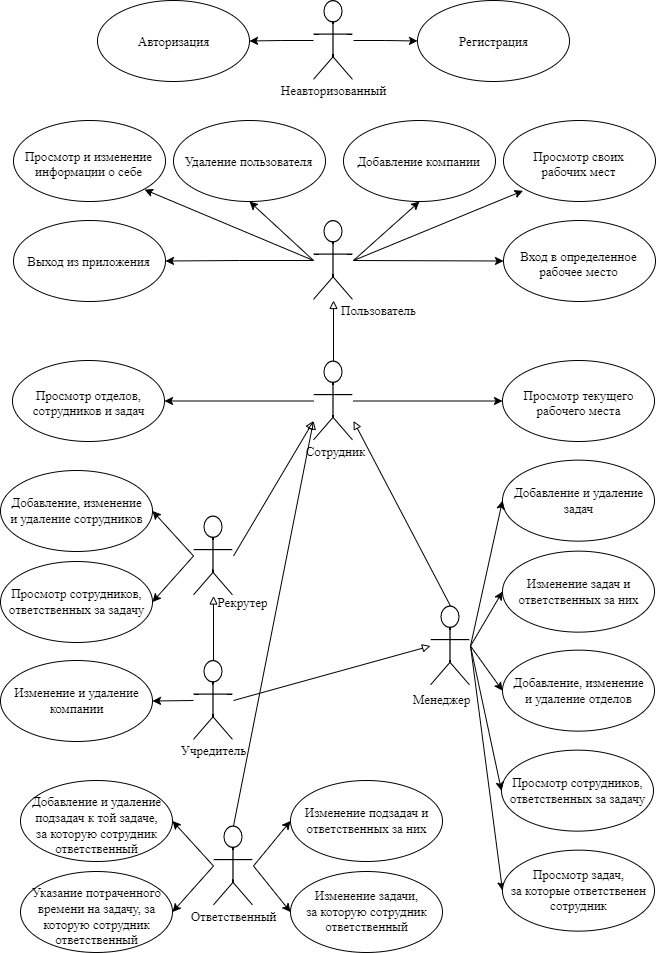 Авторизация
Регистрация
Неавторизованный
Просмотр и изменение
информации о себе
Удаление пользователя
Добавление компании
Просмотр своих
рабочих мест
Выход из приложения
Вход в определенное
рабочее место
Пользователь
Просмотр отделов,
сотрудников и задач
Просмотр текущего
рабочего места
Сотрудник
Добавление, изменение
и удаление сотрудников
Добавление и удаление
задач
Просмотр сотрудников,
ответственных за задачу
Рекрутер
Изменение задач и
ответственных за них
Изменение и удаление
компании
Учредитель
Менеджер
Добавление, изменение
и удаление отделов
Просмотр сотрудников,
ответственных за задачу
Добавление и удаление
подзадач к той задаче,
за которую сотрудник
ответственный
Изменение подзадач и
ответственных за них
Просмотр задач,
за которые ответственен
сотрудник
Указание потраченного
времени на задачу, за
которую сотрудник
ответственный
Ответственный
Изменение задачи,
за которую сотрудник
ответственный